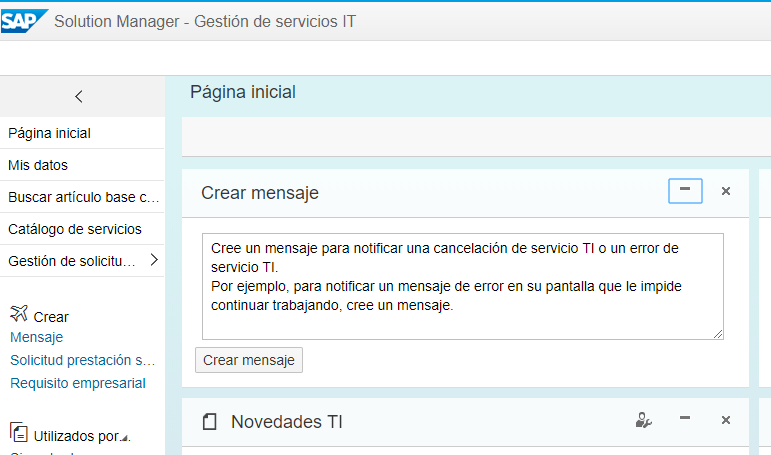 SAP Solution Manager - Gestión de servicios IT
Página inicial
Página inicial
Mis datos
Buscar artículo base c...
Catálogo de servicios
Gestión de solicitu...
Crear
Mensaje
Solicitud prestación s...
Requisito empresarial
Utilizados por...
Crear mensaje
Cree un mensaje para notificar una cancelación de servicio TI o un error de
servicio TI.
Por ejemplo, para notificar un mensaje de error en su pantalla que le impide
continuar trabajando, cree un mensaje.
Crear mensaje
Novedades TI